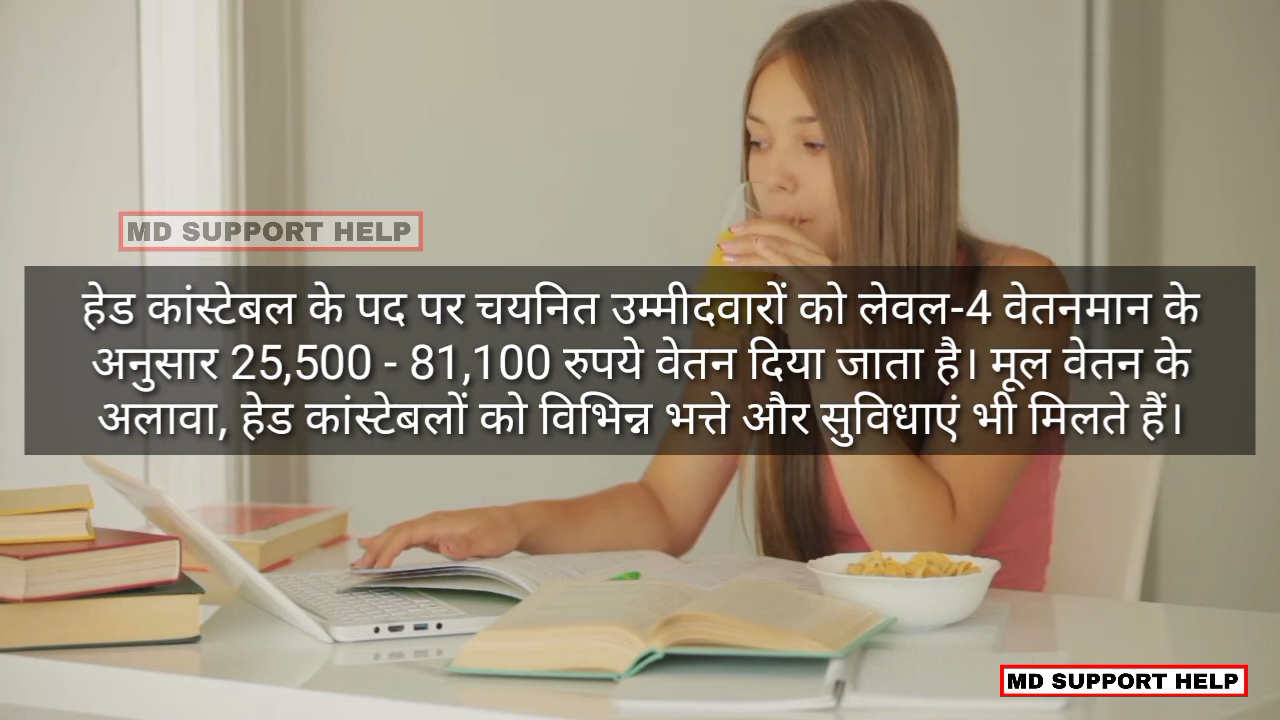 MD SUPPORT HELP
हेड कांस्टेबल के पद पर चयनित उम्मीदवारों को लेवल-4 वेतनमान के
अनुसार 25,500 - 81,100 रुपये वेतन दिया जाता है। मूल वेतन के
अलावा, हेड कांस्टेबलों को विभिन्न भत्ते और सुविधाएं भी मिलते हैं।
MD SUPPORT HELP